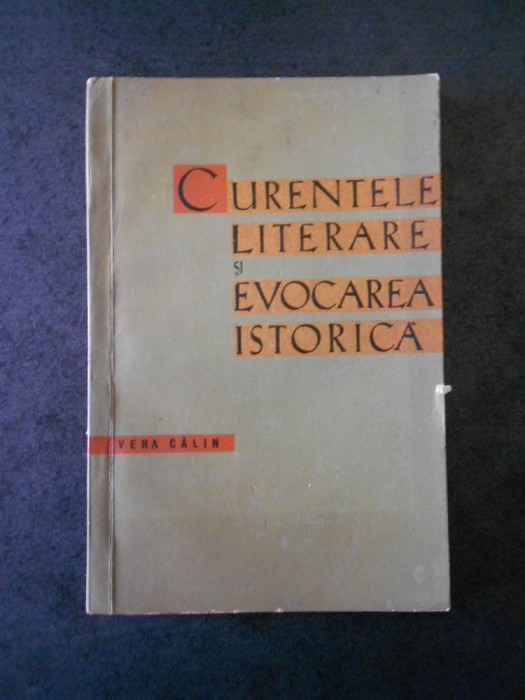 CURENTELE
LITERARE
ȘI
EVOCAREA
ISTORICĂ
VERA CĂLIN